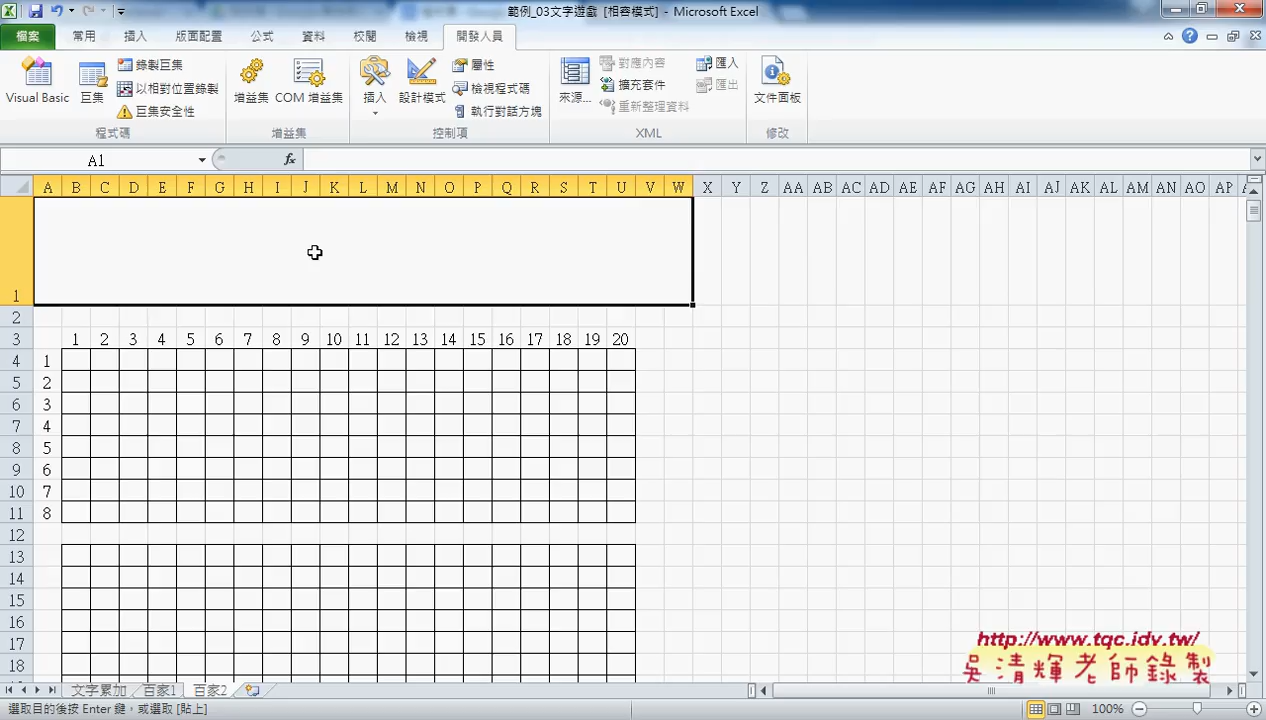 範例_03文字遊戲 [相容模式] - Microsoft Excel
檔案 常用 插入 版面配置 公式 資料 校閱 檢視 開發人員
Visual Basic 巨集 錄製巨集 以相對位置錄製 巨集安全性 增益集 COM 增益集 插入 設計模式 屬性 檢視程式碼 執行對話方塊 來源... 對應內容 擴充套件 重新整理資料 匯入 匯出 文件面板
程式碼 增益集 控制項 XML 修改
A1 fx
A B C D E F G H I J K L M N O P Q R S T U V W X Y Z AA AB AC AD AE AF AG AH AI AJ AK AL AM AN AO AP
1
2
3 1 2 3 4 5 6 7 8 9 10 11 12 13 14 15 16 17 18 19 20
4 1
5 2
6 3
7 4
8 5
9 6
10 7
11 8
12
13
14
15
16
17
18
http://www.tqc.idv.tw/
吳清輝老師錄製
文字累加 百家1 百家2
選取目的後按 Enter 鍵，或選取 [貼上] 100%